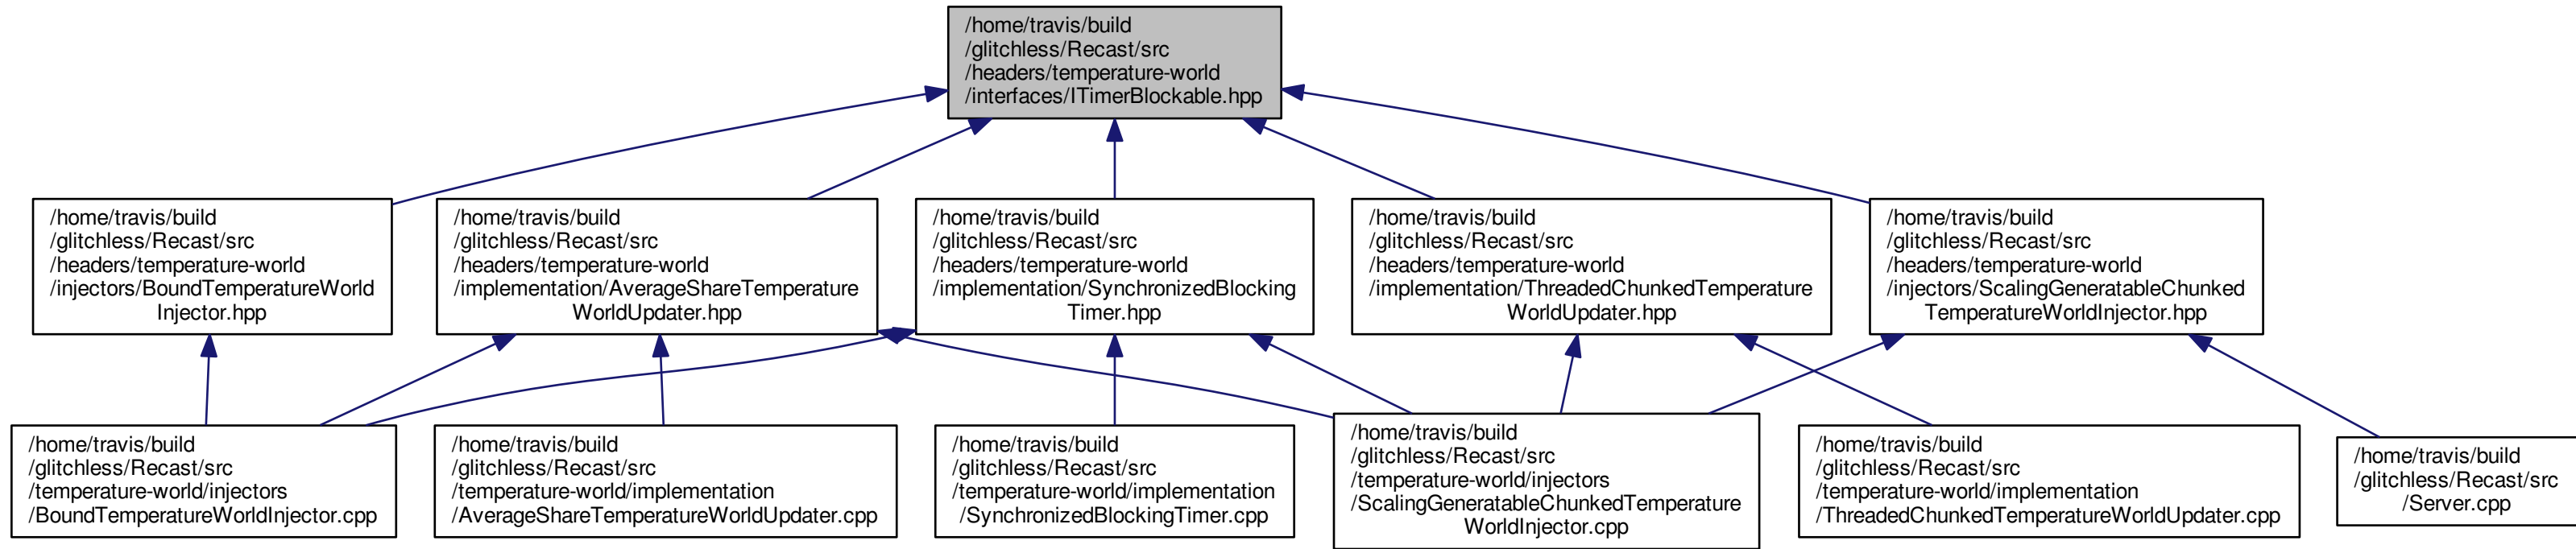 /home/travis/build
/glitchless/Recast/src
/headers/temperature-world
/interfaces/ITimerBlockable.hpp
/home/travis/build
/glitchless/Recast/src
/headers/temperature-world
/injectors/BoundTemperatureWorld
Injector.hpp
/home/travis/build
/glitchless/Recast/src
/headers/temperature-world
/implementation/AverageShareTemperature
WorldUpdater.hpp
/home/travis/build
/glitchless/Recast/src
/headers/temperature-world
/implementation/SynchronizedBlocking
Timer.hpp
/home/travis/build
/glitchless/Recast/src
/headers/temperature-world
/implementation/ThreadedChunkedTemperature
WorldUpdater.hpp
/home/travis/build
/glitchless/Recast/src
/headers/temperature-world
/injectors/ScalingGeneratableChunked
TemperatureWorldInjector.hpp
/home/travis/build
/glitchless/Recast/src
/temperature-world/injectors
/BoundTemperatureWorldInjector.cpp
/home/travis/build
/glitchless/Recast/src
/temperature-world/implementation
/AverageShareTemperatureWorldUpdater.cpp
/home/travis/build
/glitchless/Recast/src
/temperature-world/implementation
/SynchronizedBlockingTimer.cpp
/home/travis/build
/glitchless/Recast/src
/temperature-world/injectors
/ScalingGeneratableChunkedTemperature
WorldInjector.cpp
/home/travis/build
/glitchless/Recast/src
/temperature-world/implementation
/ThreadedChunkedTemperatureWorldUpdater.cpp
/home/travis/build
/glitchless/Recast/src
/Server.cpp